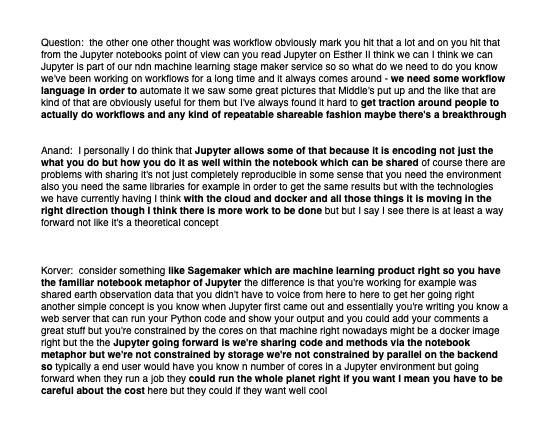 Question:  the other one other thought was workflow obviously mark you hit that a lot and on you hit that
from the Jupyter notebooks point of view can you read Jupyter on Esther II think we can I think we can
Jupyter is part of our ndn machine learning stage maker service so so what do we need to do you know
we've been working on workflows for a long time and it always comes around - we need some workflow
language in order to automate it we saw some great pictures that Middle's put up and the like that are
kind of that are obviously useful for them but I've always found it hard to get traction around people to
actually do workflows and any kind of repeatable shareable fashion maybe there's a breakthrough
Anand:  I personally I do think that Jupyter allows some of that because it is encoding not just the
what you do but how you do it as well within the notebook which can be shared of course there are
problems with sharing it's not just completely reproducible in some sense that you need the environment
also you need the same libraries for example in order to get the same results but with the technologies
we have currently having I think with the cloud and docker and all those things it is moving in the
right direction though I think there is more work to be done but but I say I see there is at least a way
forward not like it's a theoretical concept
Korver:  consider something like Sagemaker which are machine learning product right so you have
the familiar notebook metaphor of Jupyter the difference is that you're working for example was
shared earth observation data that you didn't have to voice from here to here to get her going right
another simple concept is you know when Jupyter first came out and essentially you're writing you know a
web server that can run your Python code and show your output and you could add your comments a
great stuff but you're constrained by the cores on that machine right nowadays might be a docker image
right but the the Jupyter going forward is we're sharing code and methods via the notebook
metaphor but we're not constrained by storage we're not constrained by parallel on the backend
so typically a end user would have you know n number of cores in a Jupyter environment but going
forward when they run a job they could run the whole planet right if you want I mean you have to be
careful about the cost here but they could if they want well cool